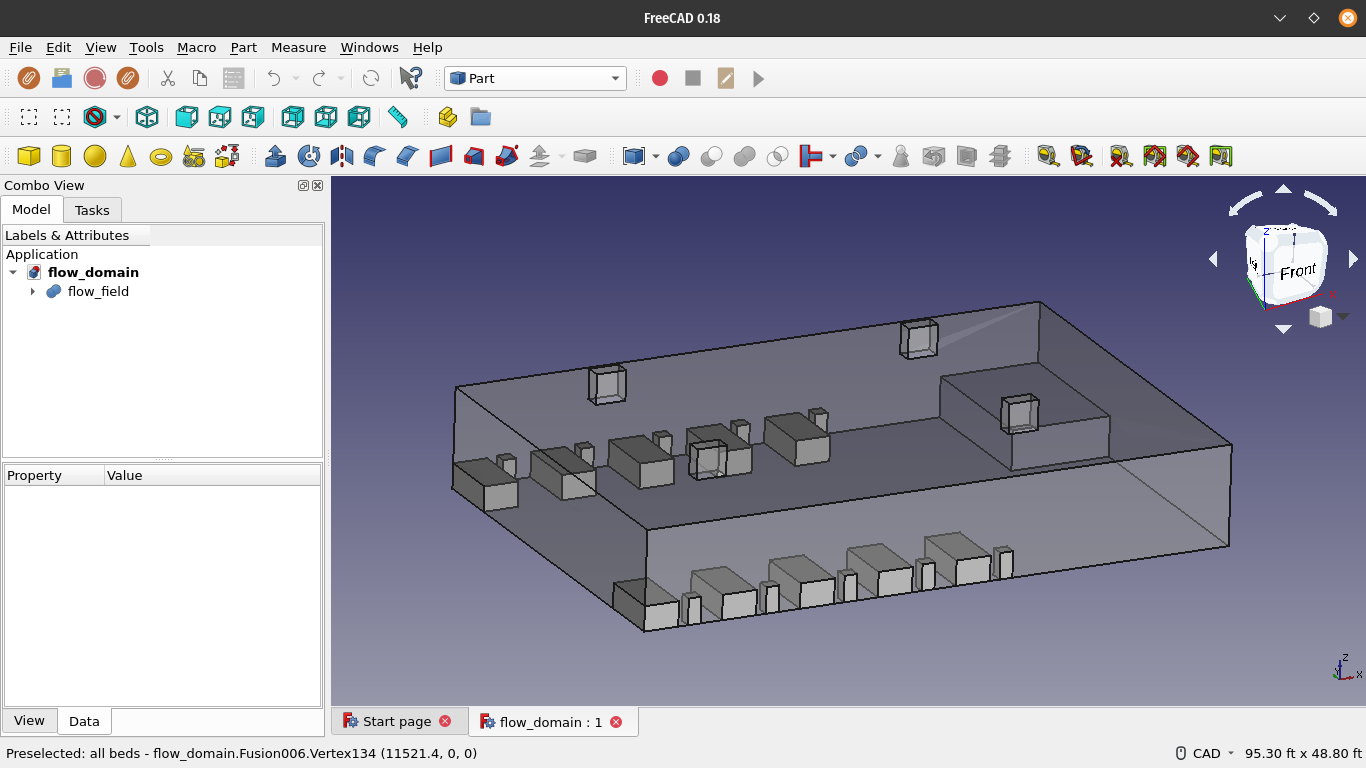 FreeCAD 0.18
File Edit View Tools Macro Part Measure Windows Help
Part
Combo View
Model Tasks
Labels & Attributes
Application
flow_domain
flow_field
Property Value
View Data
Front
Z
X
Z
X
Start page
flow_domain : 1
Preselected: all beds - flow_domain.Fusion006.Vertex134 (11521.4, 0, 0)
CAD
95.30 ft x 48.80 ft